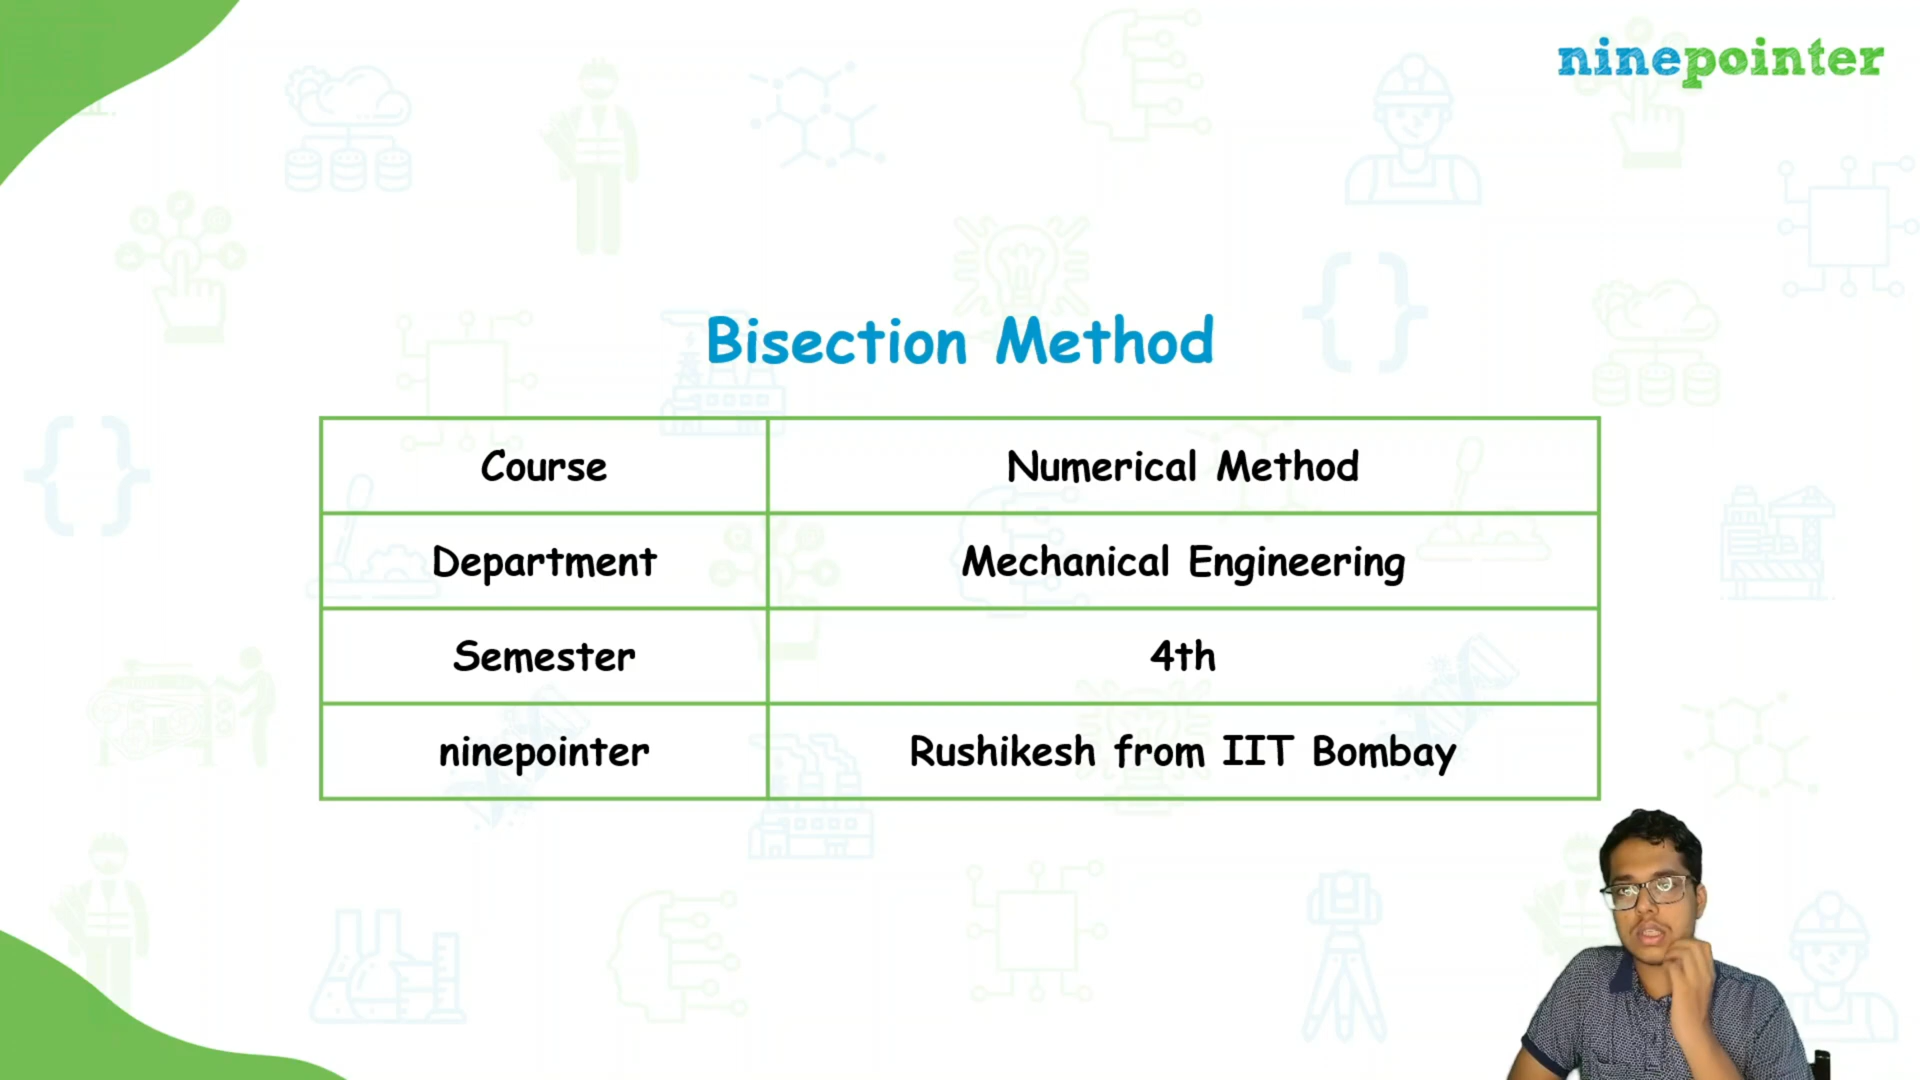 ninepointer
Bisection Method
Course Numerical Method
Department Mechanical Engineering
Semester 4th
ninepointer Rushikesh from IIT Bombay